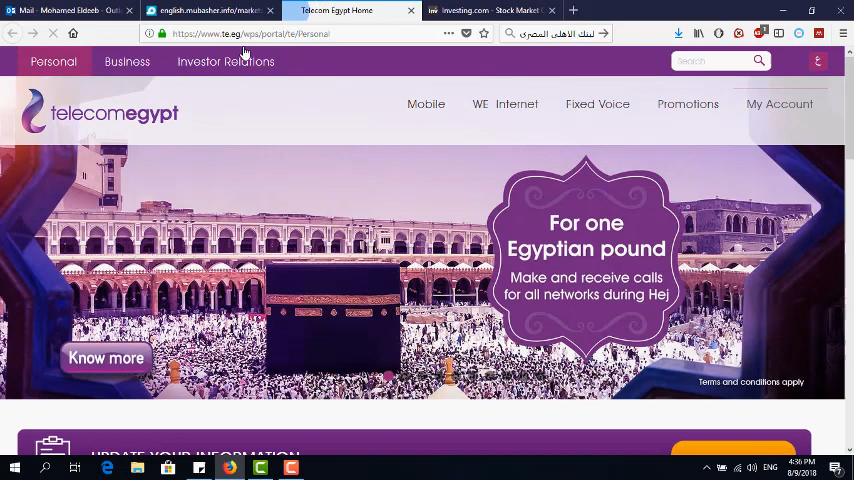 Mail - Mohamed Eldeeb - Outl
english.mubasher.info/market
Telecom Egypt Home
Investing.com - Stock Market Q
https://www.te.eg/wps/portal/te/Personal
لبنك الاهلى المصرى
Personal
Business
Investor Relations
Search
ع
telecomegypt
Mobile
WE Internet
Fixed Voice
Promotions
My Account
For one
Egyptian pound
Make and receive calls
for all networks during Hej
Know more
Terms and conditions apply
UPDATE YOUR INFORMATION
ENG
4:36 PM
8/9/2018